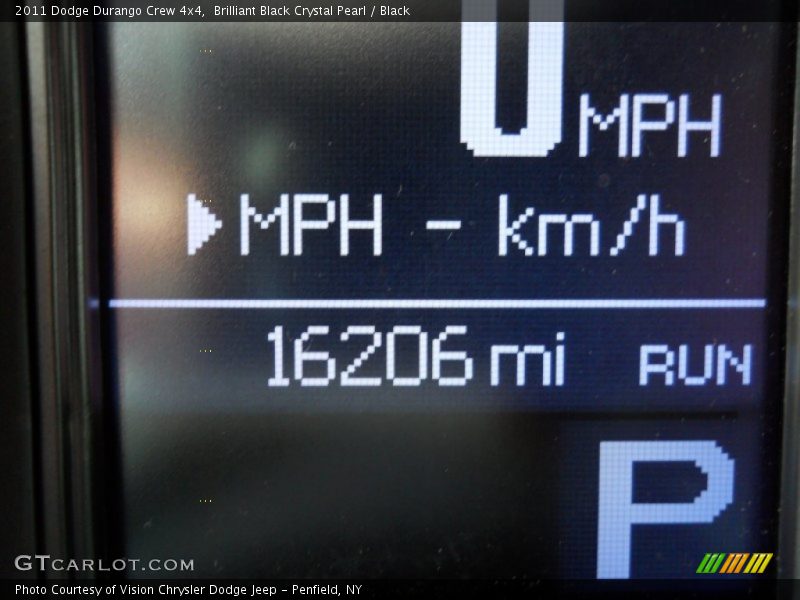 2011 Dodge Durango Crew 4x4, Brilliant Black Crystal Pearl / Black
0 MPH
MPH - km/h
16206 mi RUN
P
GTCARLOT.COM
Photo Courtesy of Vision Chrysler Dodge Jeep - Penfield, NY